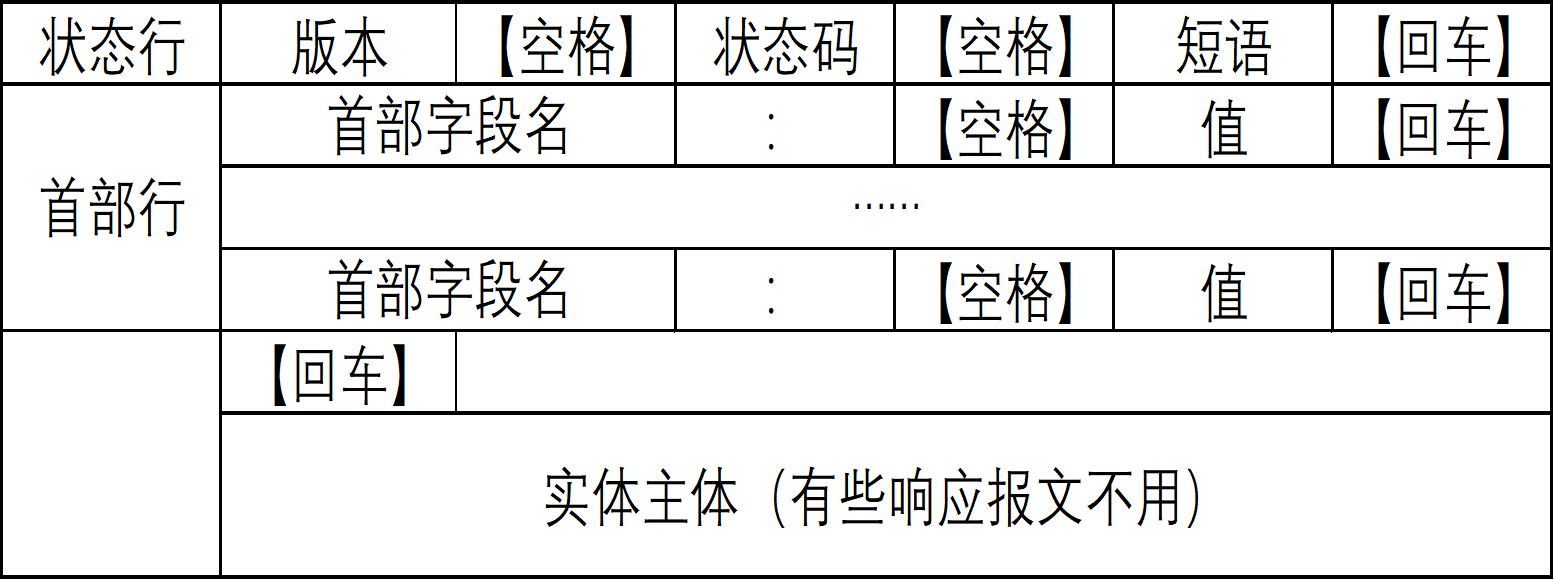 状态行 版本 【空格】 状态码 【空格】 短语 【回车】
首部字段名 : 【空格】 值 【回车】
首部行 ……
首部字段名 : 【空格】 值 【回车】
【回车】
实体主体（有些响应报文不用）